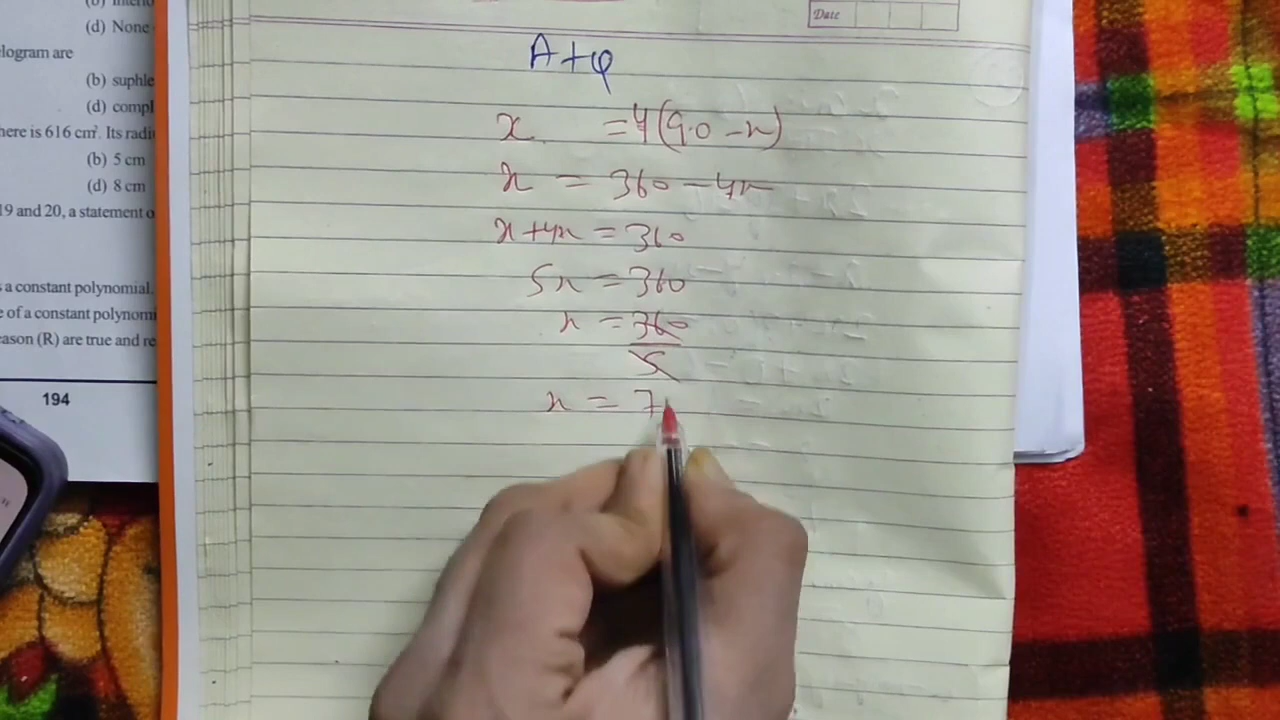 (d) None
logram are
(b) suphle
(d) compl
here is 616 cm². Its radi
(b) 5 cm
(d) 8 cm
19 and 20, a statement o
a constant polynomial.
e of a constant polynomi
eason (R) are true and re
194
Date
A+φ
x = 4(90 - x)
x = 360 - 4x
x + 4x = 360
5x = 360
x = 360
5
x = 7